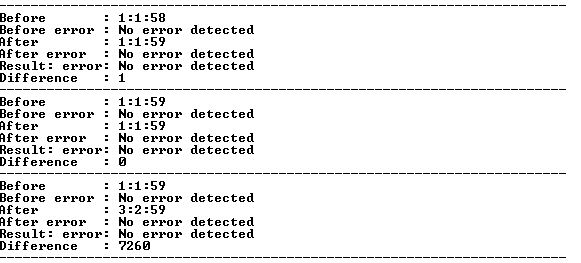 Before       : 1:1:58
Before error : No error detected
After        : 1:1:59
After error  : No error detected
Result: error: No error detected
Difference   : 1
Before       : 1:1:59
Before error : No error detected
After        : 1:1:59
After error  : No error detected
Result: error: No error detected
Difference   : 0
Before       : 1:1:59
Before error : No error detected
After        : 3:2:59
After error  : No error detected
Result: error: No error detected
Difference   : 7260